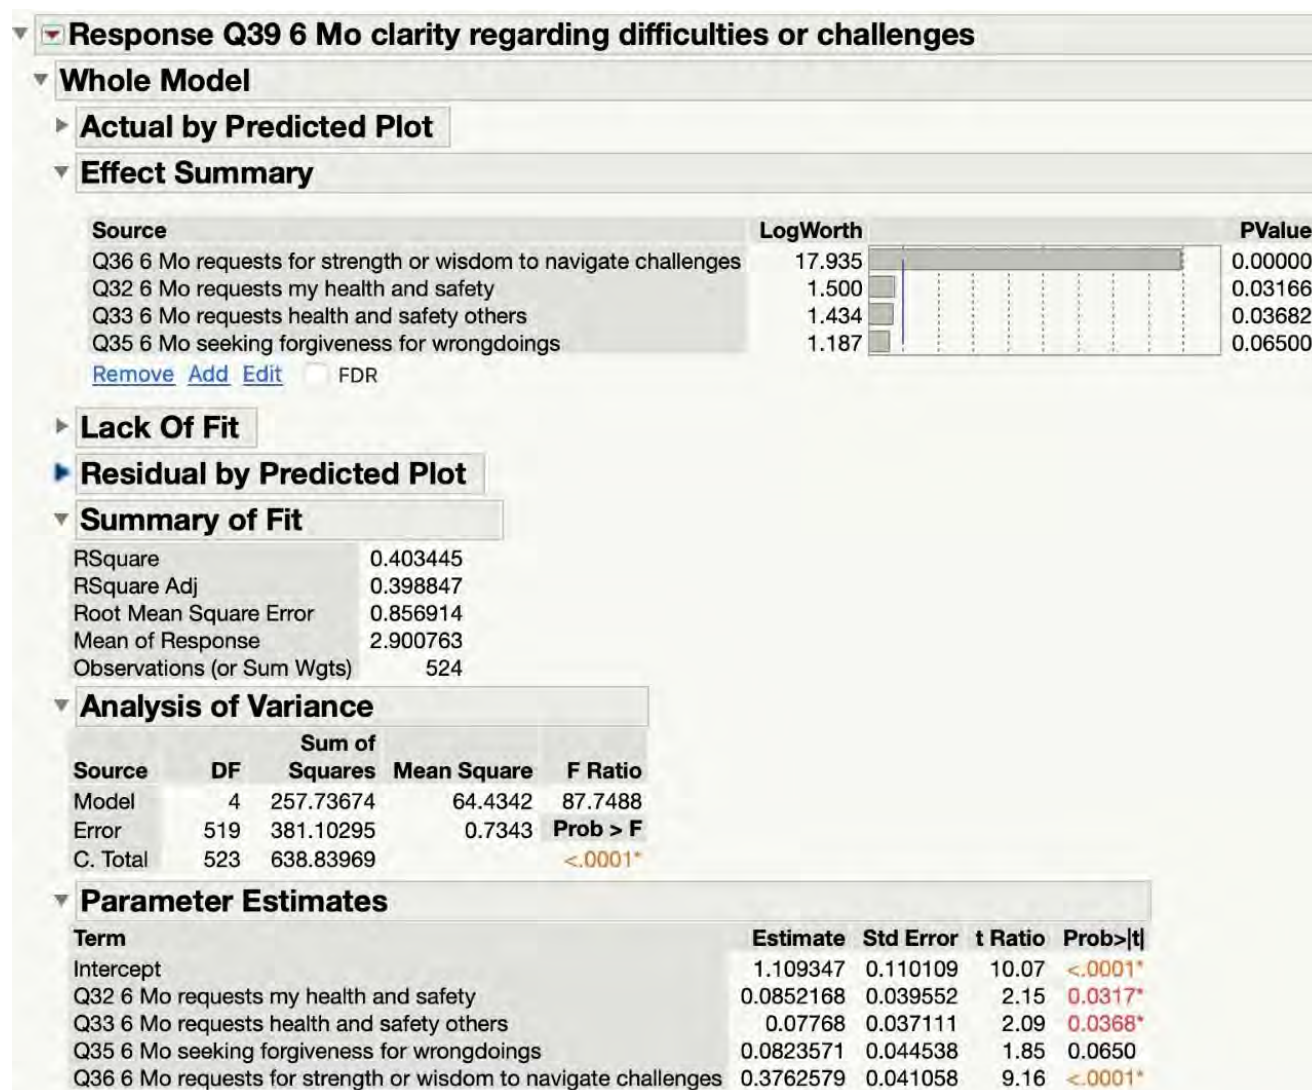 Response Q39 6 Mo clarity regarding difficulties or challenges
Whole Model
Actual by Predicted Plot
Effect Summary
Source LogWorth PValue
Q36 6 Mo requests for strength or wisdom to navigate challenges 17.935 0.00000
Q32 6 Mo requests my health and safety 1.500 0.03166
Q33 6 Mo requests health and safety others 1.434 0.03682
Q35 6 Mo seeking forgiveness for wrongdoings 1.187 0.06500
Remove Add Edit FDR
Lack Of Fit
Residual by Predicted Plot
Summary of Fit
RSquare 0.403445
RSquare Adj 0.398847
Root Mean Square Error 0.856914
Mean of Response 2.900763
Observations (or Sum Wgts) 524
Analysis of Variance
Sum of
Source DF Squares Mean Square F Ratio
Model 4 257.73674 64.4342 87.7488
Error 519 381.10295 0.7343 Prob > F
C. Total 523 638.83969 <.0001*
Parameter Estimates
Term Estimate Std Error t Ratio Prob>|t|
Intercept 1.109347 0.110109 10.07 <.0001*
Q32 6 Mo requests my health and safety 0.0852168 0.039552 2.15 0.0317*
Q33 6 Mo requests health and safety others 0.07768 0.037111 2.09 0.0368*
Q35 6 Mo seeking forgiveness for wrongdoings 0.0823571 0.044538 1.85 0.0650
Q36 6 Mo requests for strength or wisdom to navigate challenges 0.3762579 0.041058 9.16 <.0001*